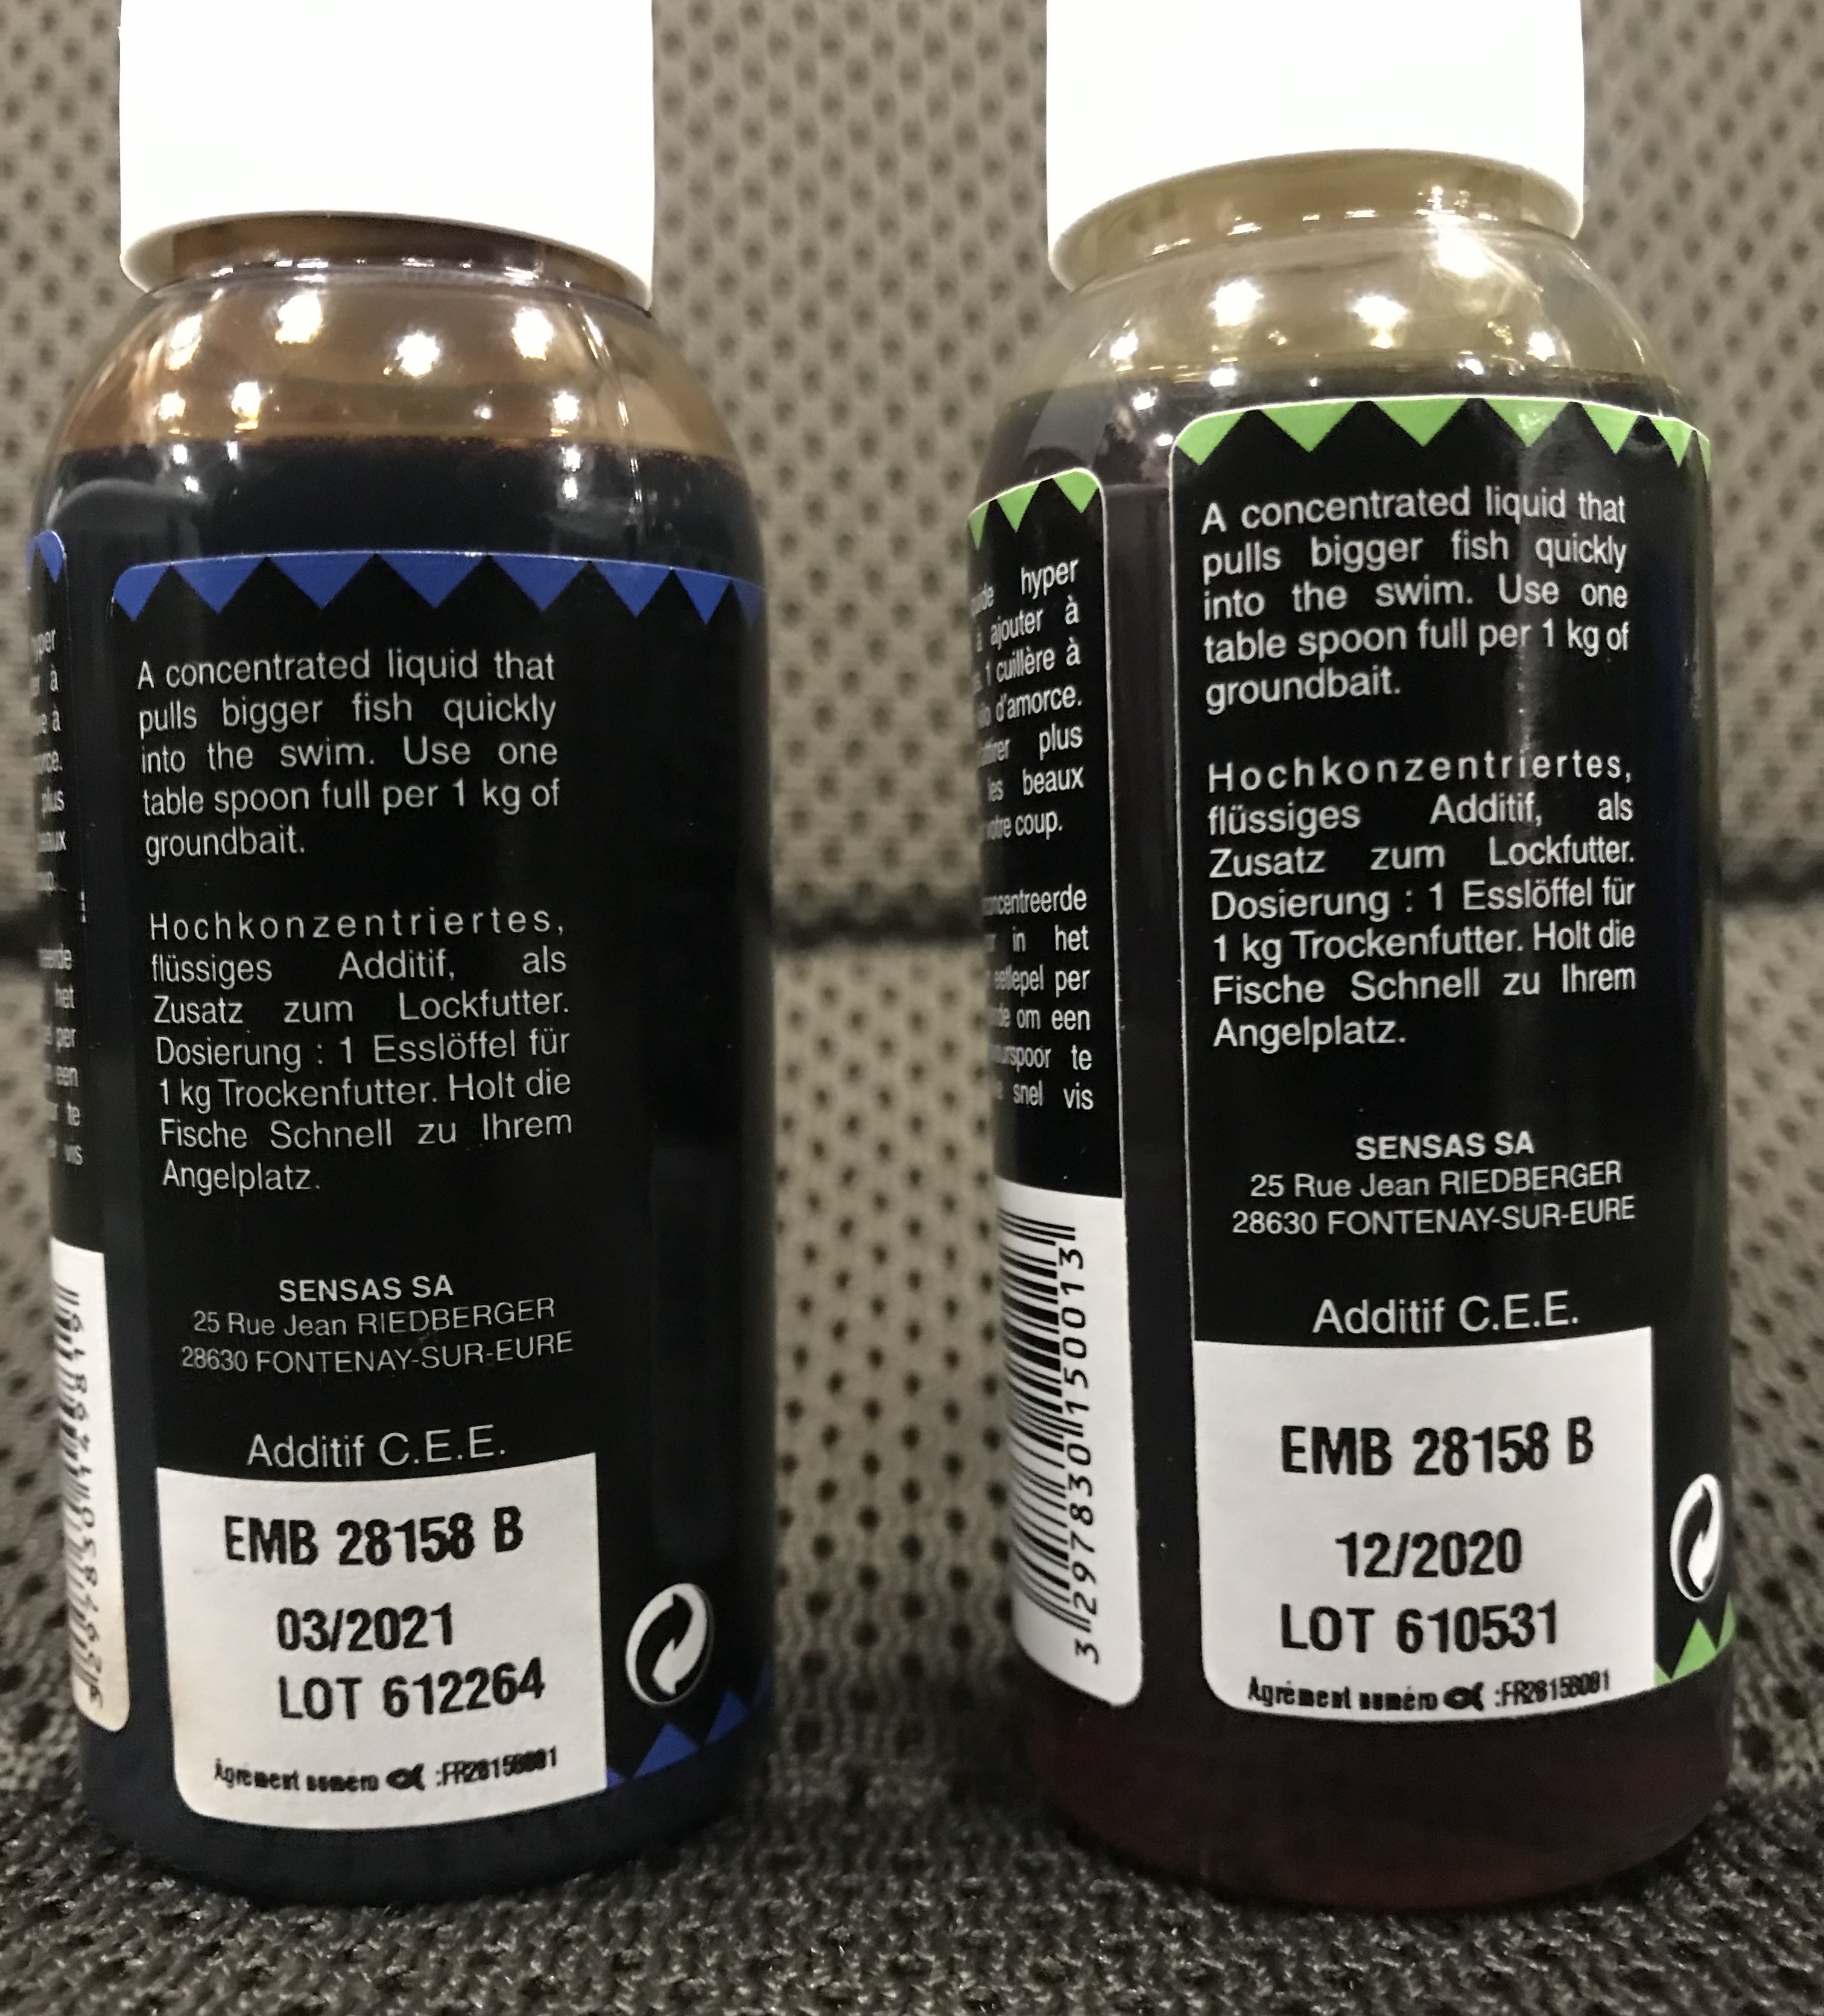 A concentrated liquid that
pulls bigger fish quickly
into the swim. Use one
table spoon full per 1 kg of
groundbait.
Hochkonzentriertes,
flüssiges Additif, als
Zusatz zum Lockfutter.
Dosierung : 1 Esslöffel für
1 kg Trockenfutter. Holt die
Fische Schnell zu Ihrem
Angelplatz.
SENSAS SA
25 Rue Jean RIEDBERGER
28630 FONTENAY-SUR-EURE
Additif C.E.E.
EMB 28158 B
03/2021
LOT 612264
Agrément numéro :FR28158001
hyper
ajouter à
1 cuillère à
d'amorce.
plus
beaux
coup.
in het
per
om een
te
snel vis
3 297830 150013
A concentrated liquid that
pulls bigger fish quickly
into the swim. Use one
table spoon full per 1 kg of
groundbait.
Hochkonzentriertes,
flüssiges Additif, als
Zusatz zum Lockfutter.
Dosierung : 1 Esslöffel für
1 kg Trockenfutter. Holt die
Fische Schnell zu Ihrem
Angelplatz.
SENSAS SA
25 Rue Jean RIEDBERGER
28630 FONTENAY-SUR-EURE
Additif C.E.E.
EMB 28158 B
12/2020
LOT 610531
Agrément numéro :FR28158001